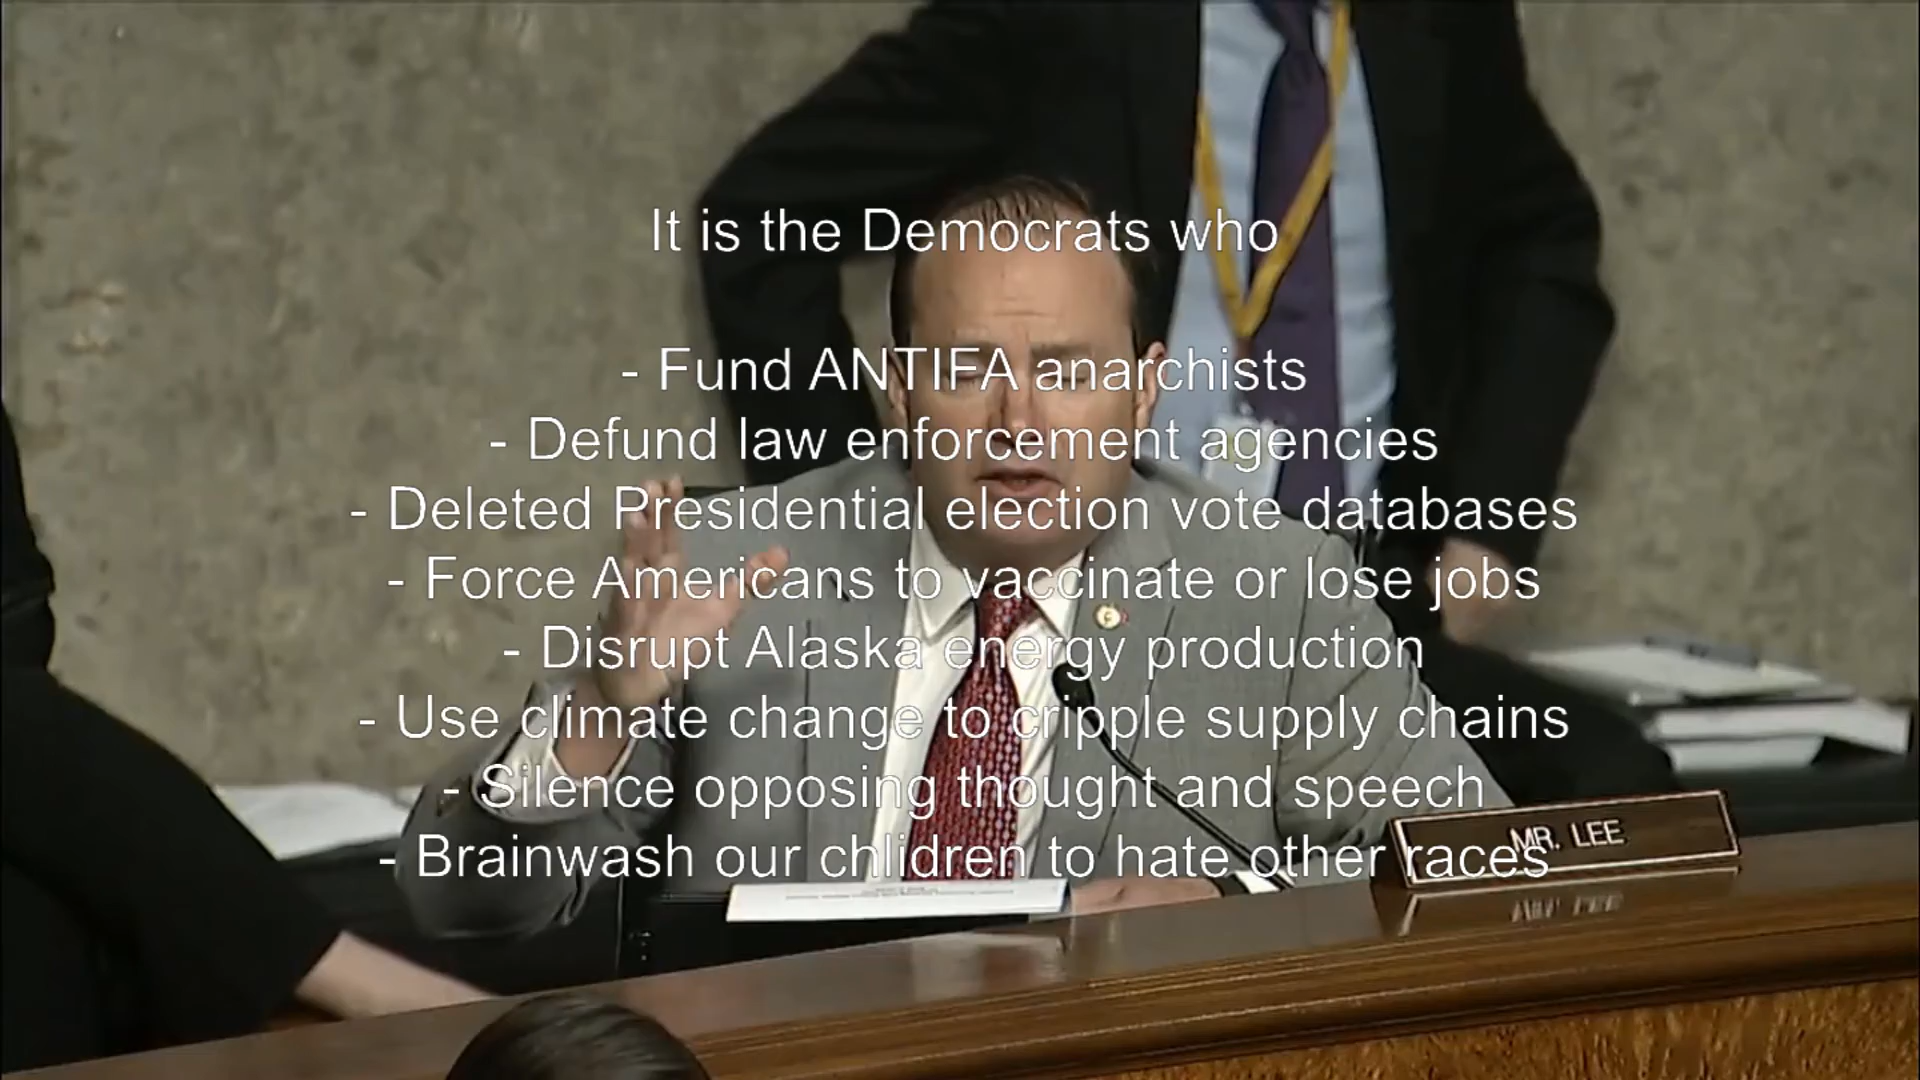 It is the Democrats who
- Fund ANTIFA anarchists
- Defund law enforcement agencies
- Deleted Presidential election vote databases
- Force Americans to vaccinate or lose jobs
- Disrupt Alaska energy production
- Use climate change to cripple supply chains
- Silence opposing thought and speech
- Brainwash our chlidren to hate other races
MR. LEE